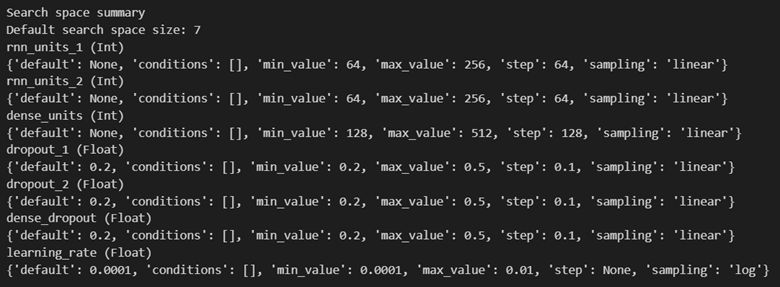 Search space summary
Default search space size: 7
rnn_units_1 (Int)
{'default': None, 'conditions': [], 'min_value': 64, 'max_value': 256, 'step': 64, 'sampling': 'linear'}
rnn_units_2 (Int)
{'default': None, 'conditions': [], 'min_value': 64, 'max_value': 256, 'step': 64, 'sampling': 'linear'}
dense_units (Int)
{'default': None, 'conditions': [], 'min_value': 128, 'max_value': 512, 'step': 128, 'sampling': 'linear'}
dropout_1 (Float)
{'default': 0.2, 'conditions': [], 'min_value': 0.2, 'max_value': 0.5, 'step': 0.1, 'sampling': 'linear'}
dropout_2 (Float)
{'default': 0.2, 'conditions': [], 'min_value': 0.2, 'max_value': 0.5, 'step': 0.1, 'sampling': 'linear'}
dense_dropout (Float)
{'default': 0.2, 'conditions': [], 'min_value': 0.2, 'max_value': 0.5, 'step': 0.1, 'sampling': 'linear'}
learning_rate (Float)
{'default': 0.0001, 'conditions': [], 'min_value': 0.0001, 'max_value': 0.01, 'step': None, 'sampling': 'log'}